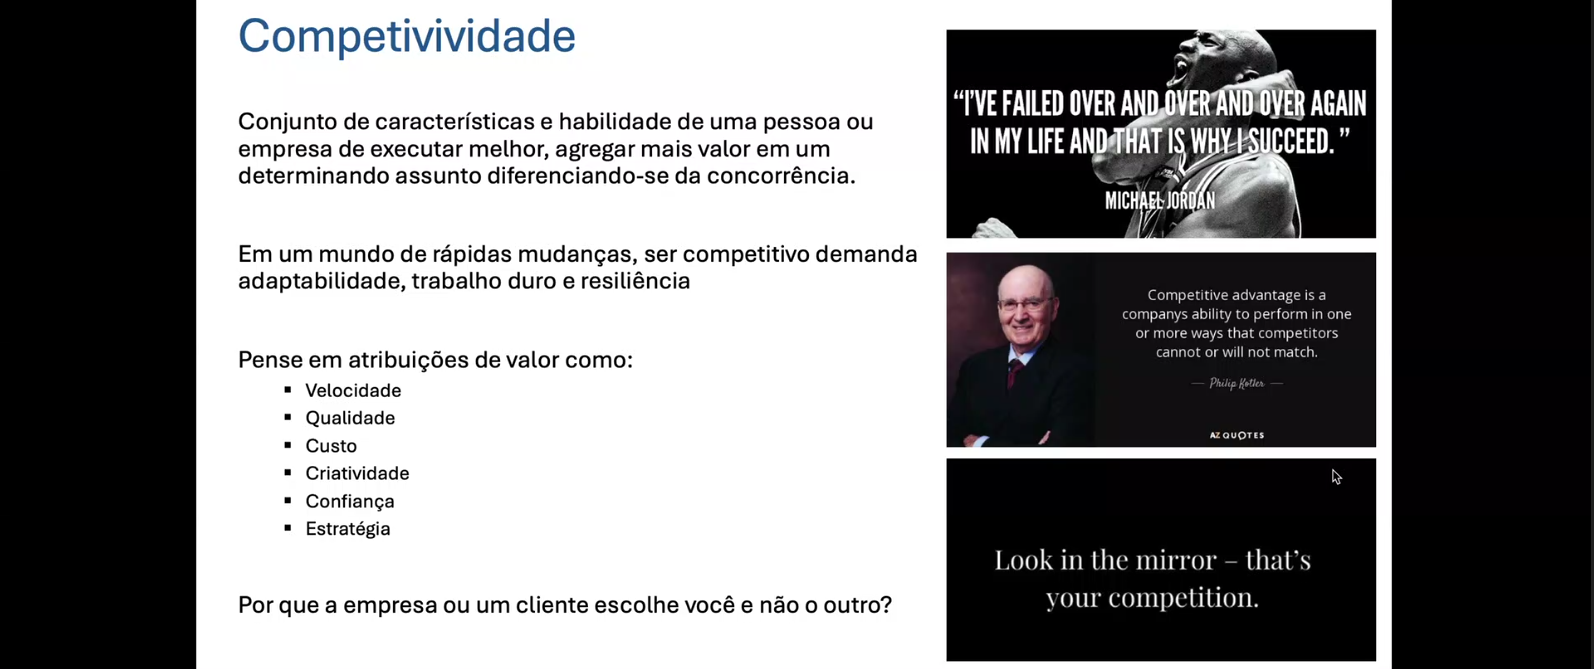 Competivividade
Conjunto de características e habilidade de uma pessoa ou
empresa de executar melhor, agregar mais valor em um
determinando assunto diferenciando-se da concorrência.
Em um mundo de rápidas mudanças, ser competitivo demanda
adaptabilidade, trabalho duro e resiliência
Pense em atribuições de valor como:
▪ Velocidade
▪ Qualidade
▪ Custo
▪ Criatividade
▪ Confiança
▪ Estratégia
Por que a empresa ou um cliente escolhe você e não o outro?
“I'VE FAILED OVER AND OVER AND OVER AGAIN
IN MY LIFE AND THAT IS WHY I SUCCEED.”
MICHAEL JORDAN
Competitive advantage is a
companys ability to perform in one
or more ways that competitors
cannot or will not match.
— Philip Kotler —
AZ QUOTES
Look in the mirror – that’s
your competition.